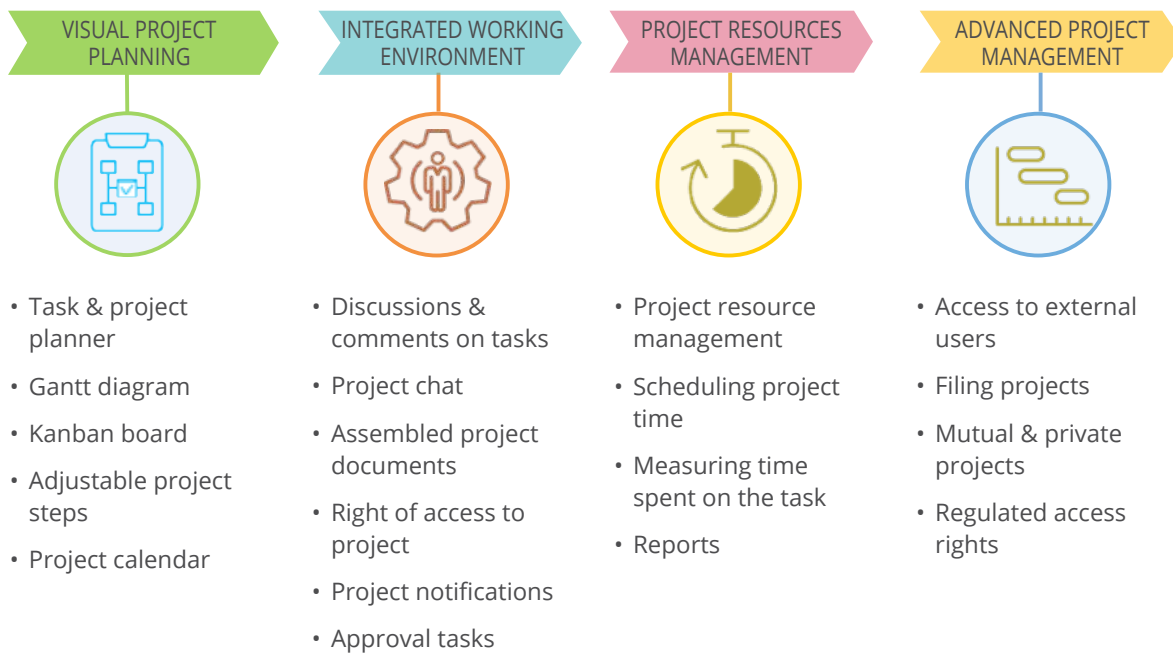 VISUAL PROJECT
PLANNING
• Task & project
planner
• Gantt diagram
• Kanban board
• Adjustable project
steps
• Project calendar
INTEGRATED WORKING
ENVIRONMENT
• Discussions &
comments on tasks
• Project chat
• Assembled project
documents
• Right of access to
project
• Project notifications
• Approval tasks
PROJECT RESOURCES
MANAGEMENT
• Project resource
management
• Scheduling project
time
• Measuring time
spent on the task
• Reports
ADVANCED PROJECT
MANAGEMENT
• Access to external
users
• Filing projects
• Mutual & private
projects
• Regulated access
rights